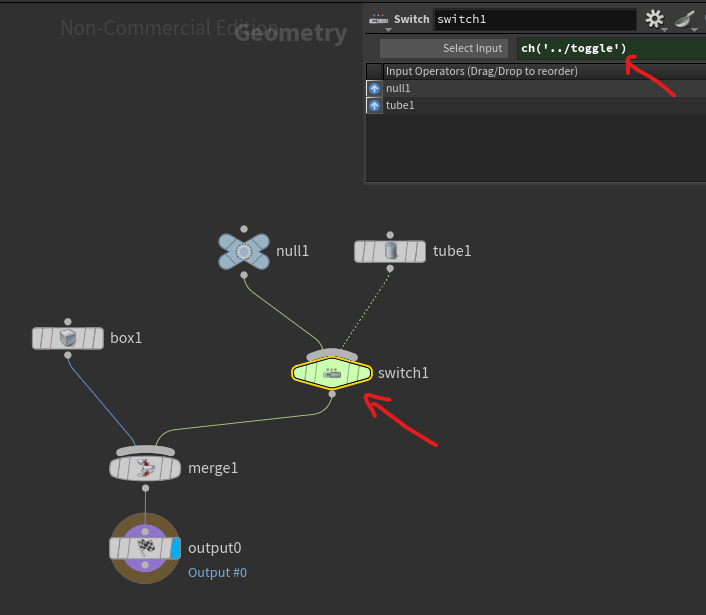 Non-Commercial Edition
Geometry
Switch switch1
Select Input ch('../toggle')
Input Operators (Drag/Drop to reorder)
null1
tube1
null1
tube1
box1
switch1
merge1
output0
Output #0